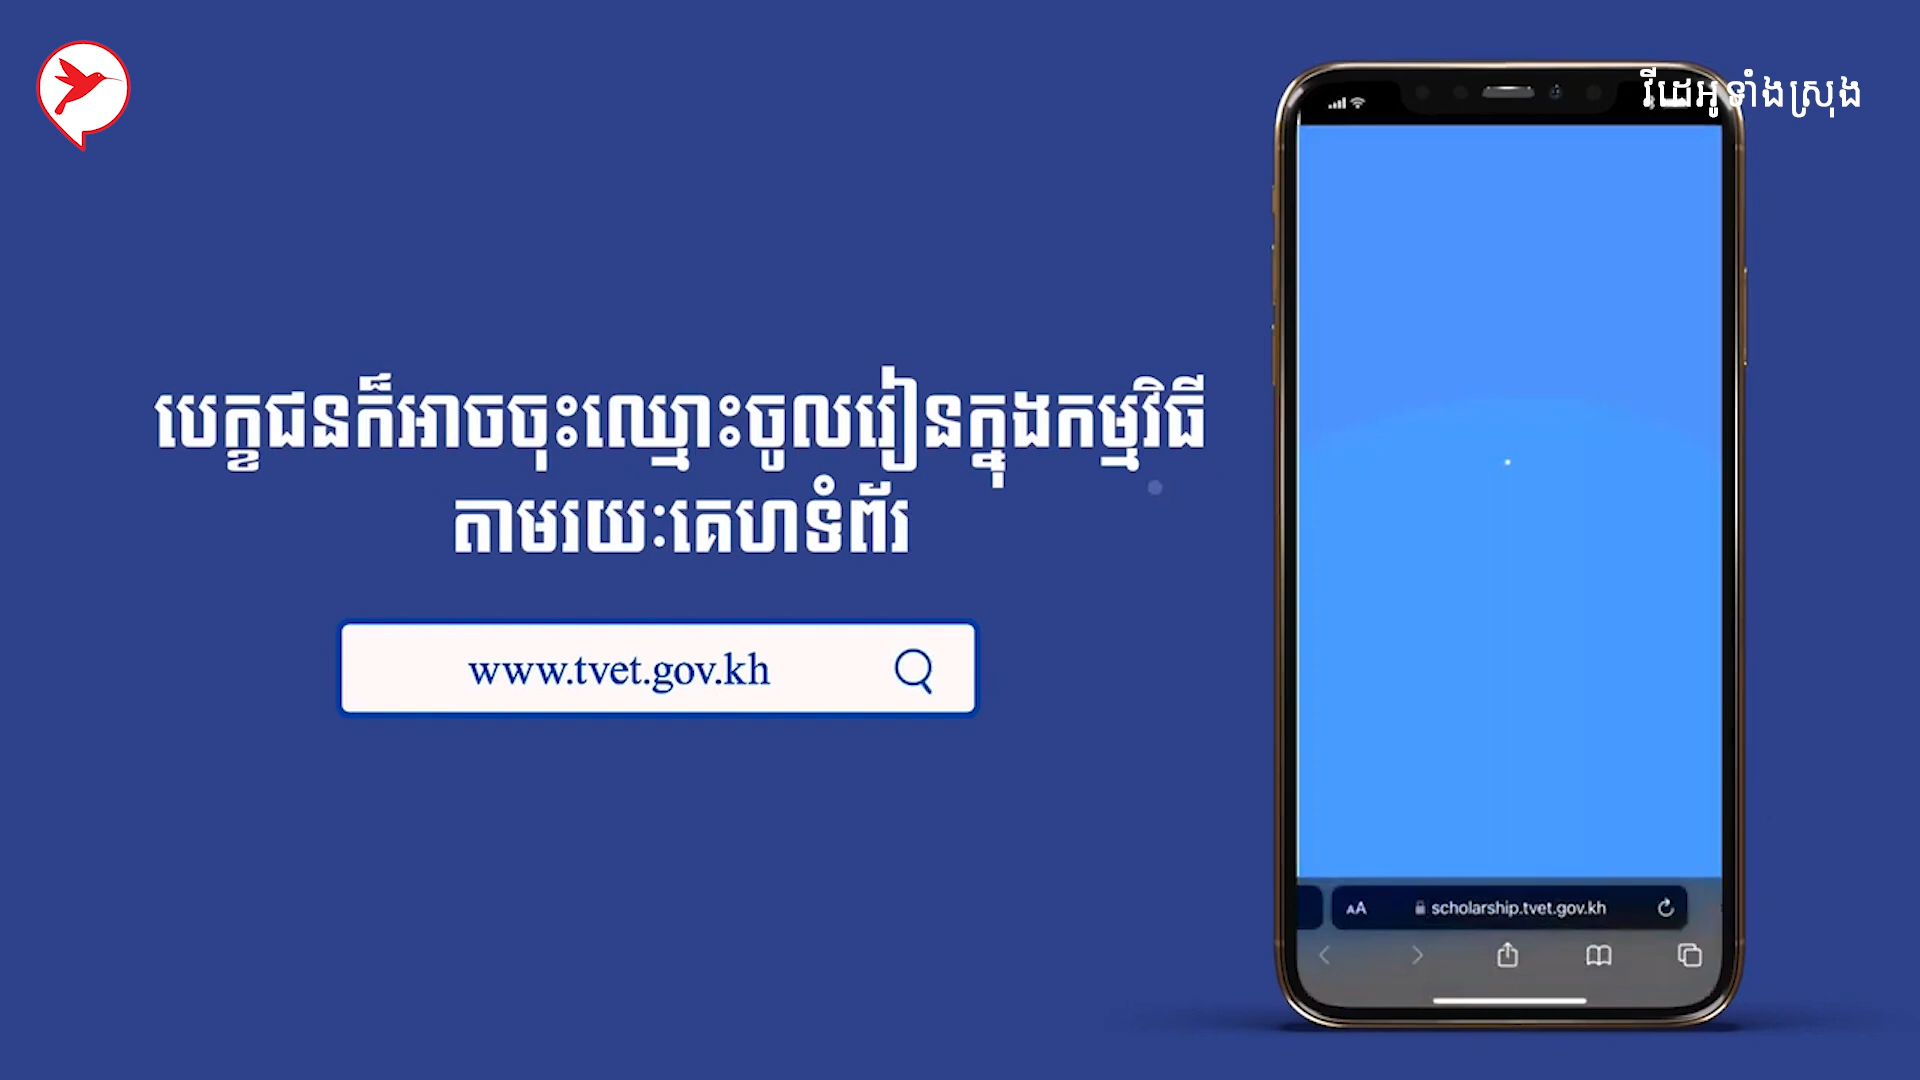 វីដេអូទាំងស្រុង
បេក្ខជនក៏អាចចុះឈ្មោះចូលរៀនក្នុងកម្មវិធី
តាមរយៈគេហទំព័រ
www.tvet.gov.kh
AA scholarship.tvet.gov.kh